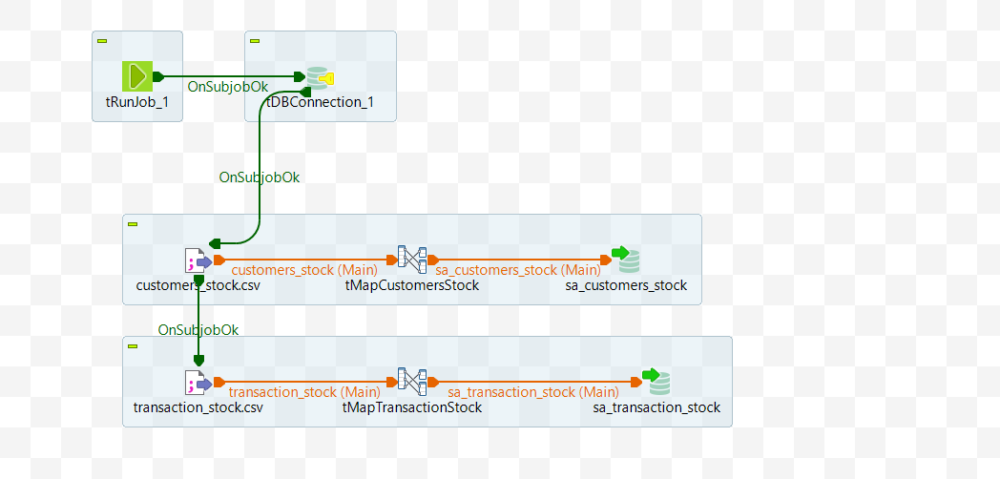 OnSubjobOk
tRunJob_1
tDBConnection_1
OnSubjobOk
customers_stock (Main)
sa_customers_stock (Main)
customers_stock.csv
tMapCustomersStock
sa_customers_stock
OnSubjobOk
transaction_stock (Main)
sa_transaction_stock (Main)
transaction_stock.csv
tMapTransactionStock
sa_transaction_stock